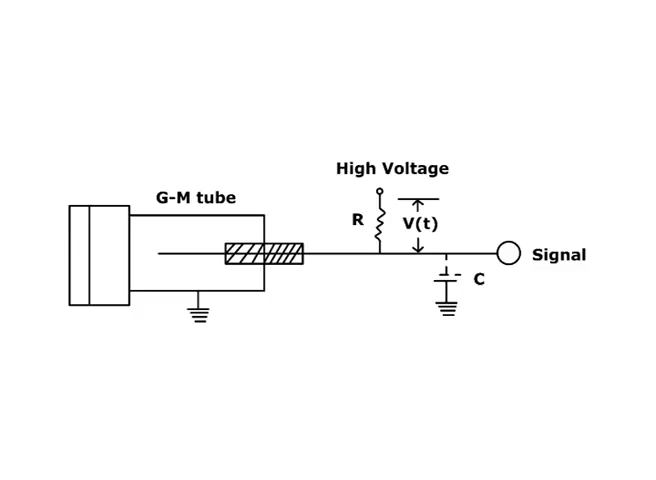 High Voltage
G-M tube
R
V(t)
Signal
C